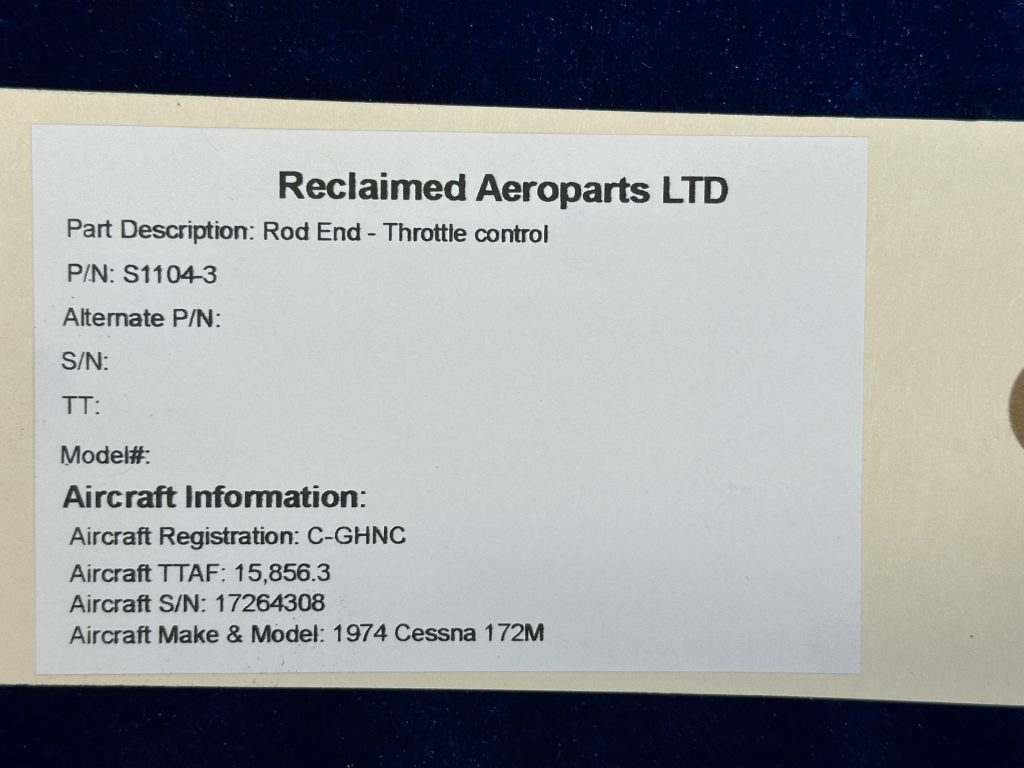 Reclaimed Aeroparts LTD
Part Description: Rod End - Throttle control
P/N: S1104-3
Alternate P/N:
S/N:
TT:
Model#:
Aircraft Information:
Aircraft Registration: C-GHNC
Aircraft TTAF: 15,856.3
Aircraft S/N: 17264308
Aircraft Make & Model: 1974 Cessna 172M